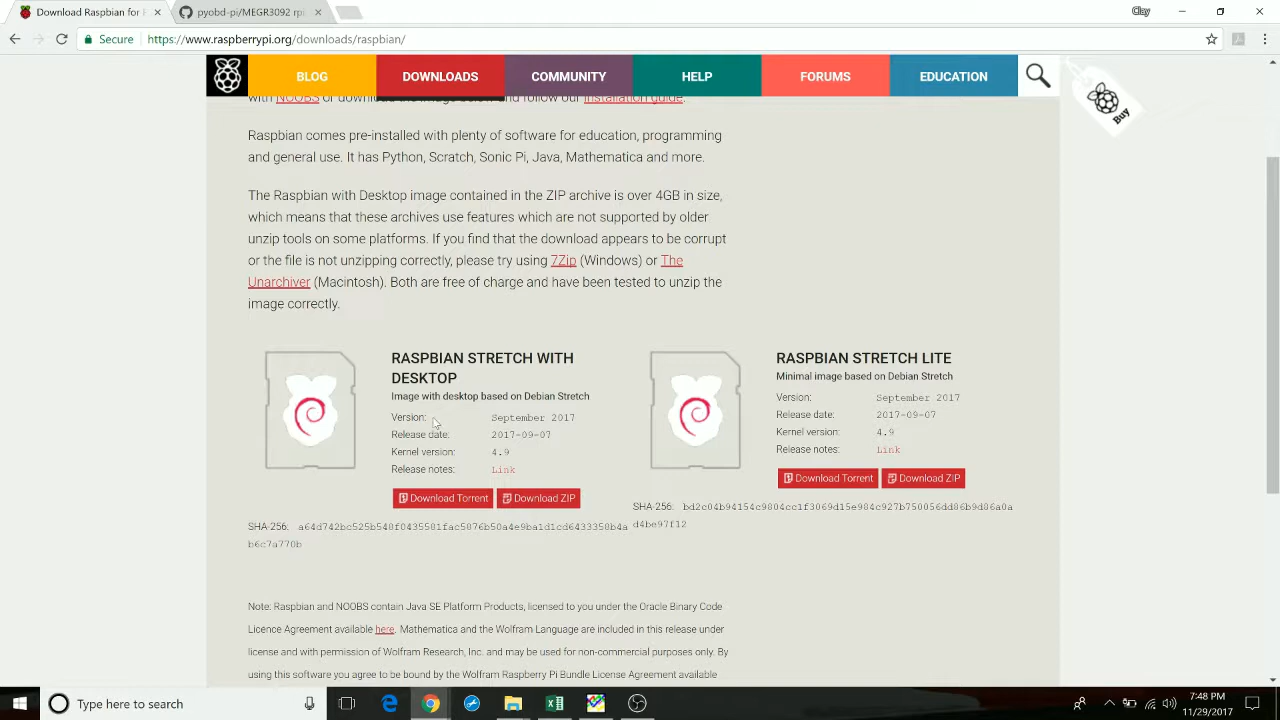 Download Raspbian for
pyobd-pi/MEGR3092 rpi
Clay
Secure
https://www.raspberrypi.org/downloads/raspbian/
BLOG
DOWNLOADS
COMMUNITY
HELP
FORUMS
EDUCATION
Buy
with NOOBS or download the image below and follow our installation guide.
Raspbian comes pre-installed with plenty of software for education, programming
and general use. It has Python, Scratch, Sonic Pi, Java, Mathematica and more.
The Raspbian with Desktop image contained in the ZIP archive is over 4GB in size,
which means that these archives use features which are not supported by older
unzip tools on some platforms. If you find that the download appears to be corrupt
or the file is not unzipping correctly, please try using 7Zip (Windows) or The
Unarchiver (Macintosh). Both are free of charge and have been tested to unzip the
image correctly.
RASPBIAN STRETCH WITH
DESKTOP
Image with desktop based on Debian Stretch
Version: September 2017
Release date: 2017-09-07
Kernel version: 4.9
Release notes: Link
Download Torrent
Download ZIP
SHA-256:
RASPBIAN STRETCH LITE
Minimal image based on Debian Stretch
Version: September 2017
Release date: 2017-09-07
Kernel version: 4.9
Release notes: Link
Download Torrent
Download ZIP
SHA-256:
Note: Raspbian and NOOBS contain Java SE Platform Products, licensed to you under the Oracle Binary Code
Licence Agreement available here. Mathematica and the Wolfram Language are included in this release under
license and with permission of Wolfram Research, Inc. and may be used for non-commercial purposes only. By
using this software you agree to be bound by the Wolfram Raspberry Pi Bundle License Agreement available
Type here to search
7:48 PM
11/29/2017